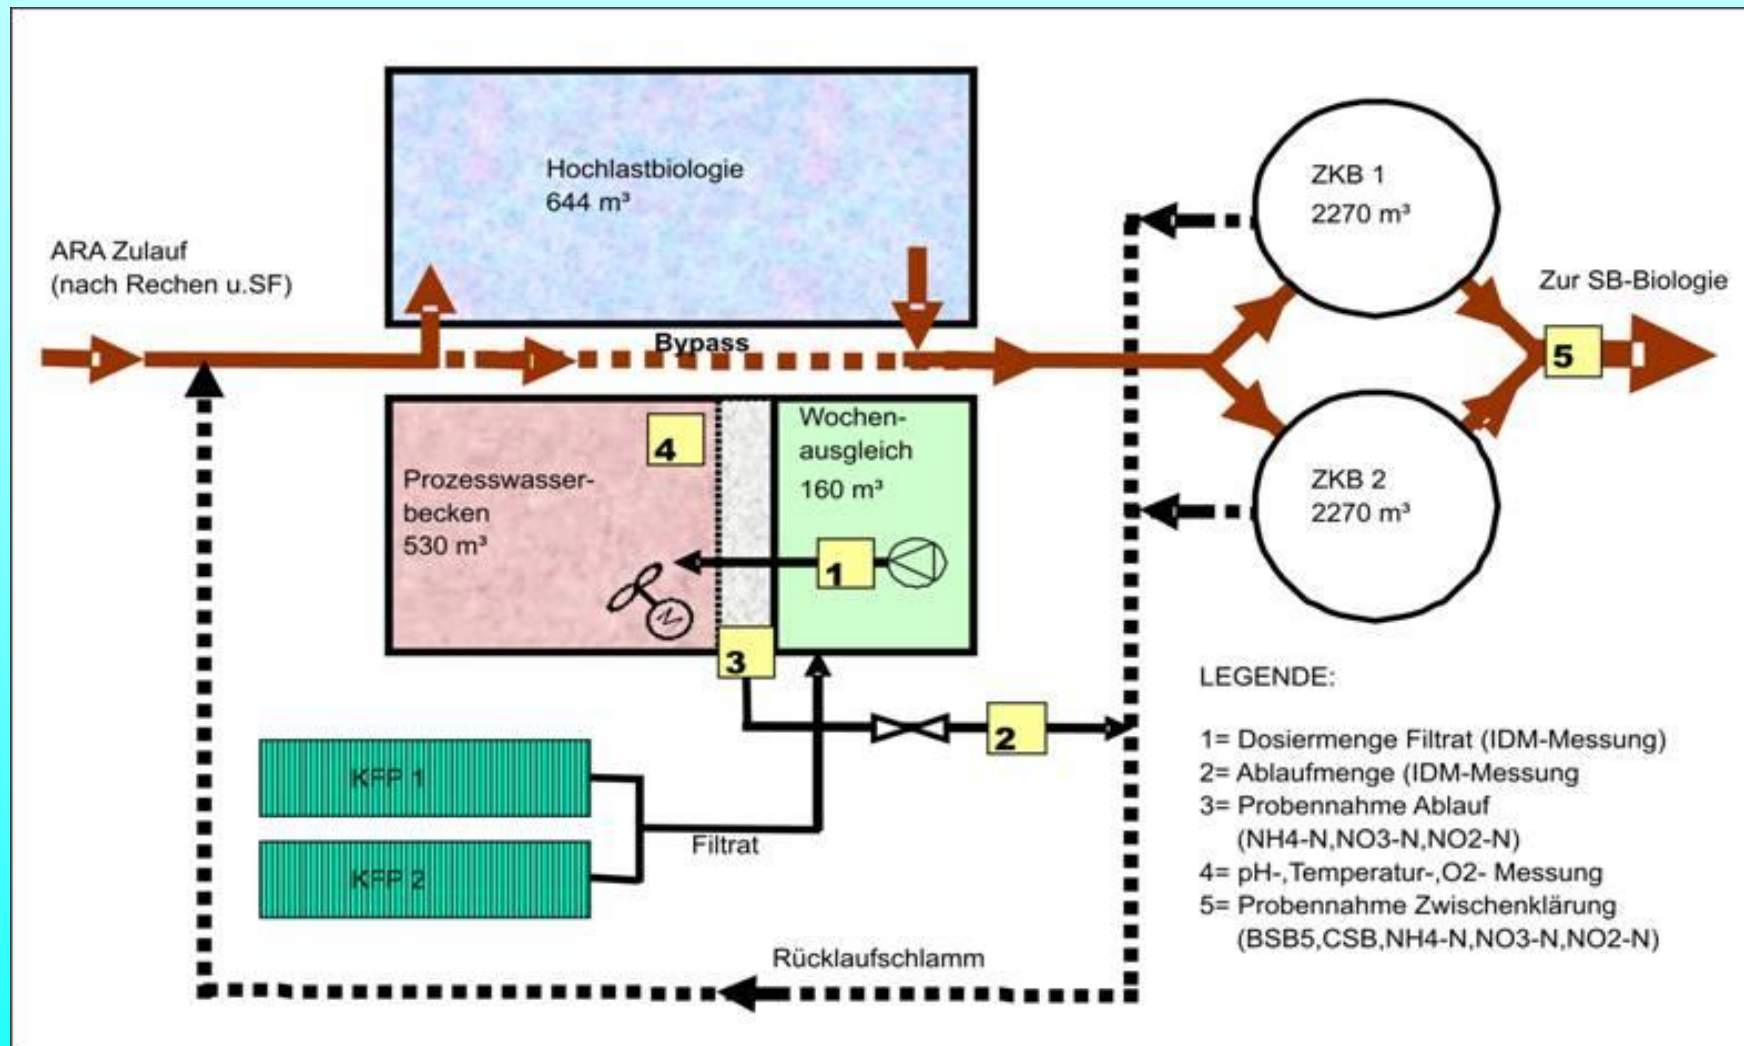 Hochlastbiologie
644 m³
ZKB 1
2270 m³
ARA Zulauf
(nach Rechen u.SF)
Zur SB-Biologie
Bypass
5
Wochen-
ausgleich
160 m³
4
Prozesswasser-
becken
530 m³
ZKB 2
2270 m³
1
3
2
KFP 1
KFP 2
Filtrat
Rücklaufschlamm
LEGENDE:
1= Dosiermenge Filtrat (IDM-Messung)
2= Ablaufmenge (IDM-Messung
3= Probennahme Ablauf
(NH4-N,NO3-N,NO2-N)
4= pH-,Temperatur-,O2- Messung
5= Probennahme Zwischenklärung
(BSB5,CSB,NH4-N,NO3-N,NO2-N)